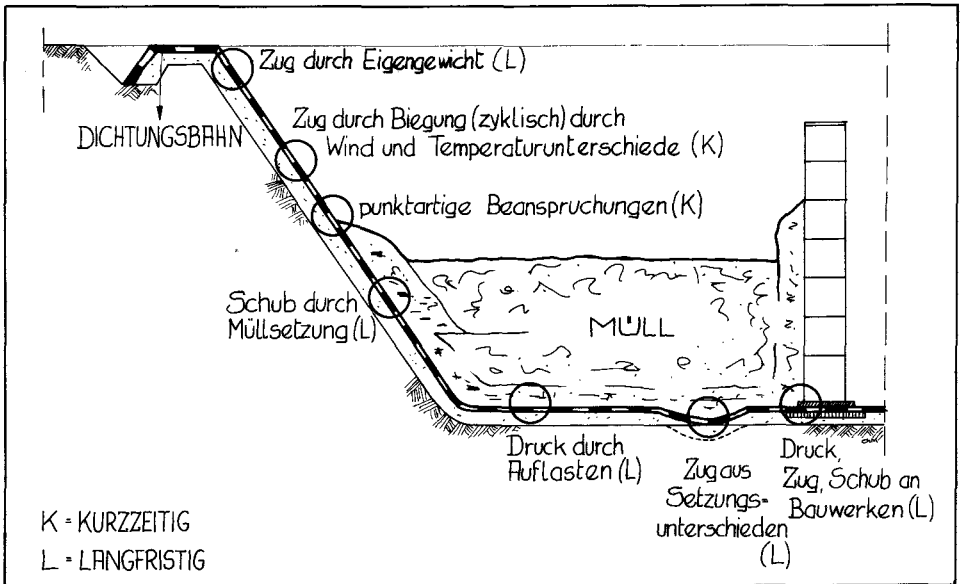 Zug durch Eigengewicht (L)
DICHTUNGSBAHN
Zug durch Biegung (zyklisch) durch
Wind und Temperaturunterschiede (K)
punktartige Beanspruchungen (K)
Schub durch
Müllsetzung (L)
MÜLL
Druck durch
Auflasten (L)
Zug aus
Setzungs-
unterschieden
(L)
Druck,
Zug, Schub an
Bauwerken (L)
K = KURZZEITIG
L = LANGFRISTIG